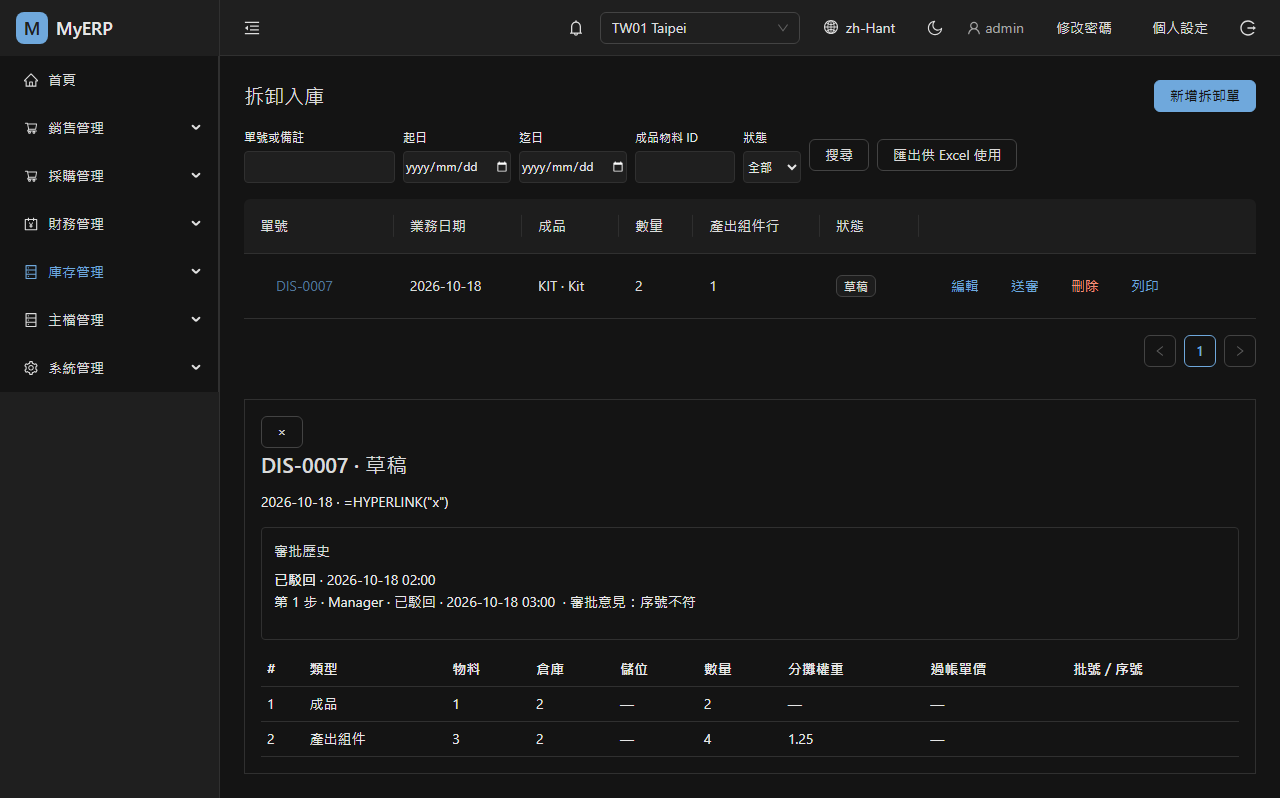 M MyERP
TW01 Taipei
zh-Hant
admin
修改密碼
個人設定
首頁
銷售管理
採購管理
財務管理
庫存管理
主檔管理
系統管理
拆卸入庫
新增拆卸單
單號或備註 起日 迄日 成品物料 ID 狀態
yyyy/mm/dd yyyy/mm/dd 全部 搜尋 匯出供 Excel 使用
單號 業務日期 成品 數量 產出組件行 狀態
DIS-0007 2026-10-18 KIT · Kit 2 1 草稿 編輯 送審 刪除 列印
< 1 >
×
DIS-0007 · 草稿
2026-10-18 · =HYPERLINK("x")
審批歷史
已駁回 · 2026-10-18 02:00
第 1 步 · Manager · 已駁回 · 2026-10-18 03:00 · 審批意見：序號不符
# 類型 物料 倉庫 儲位 數量 分攤權重 過帳單價 批號 / 序號
1 成品 1 2 — 2 — —
2 產出組件 3 2 — 4 1.25 —